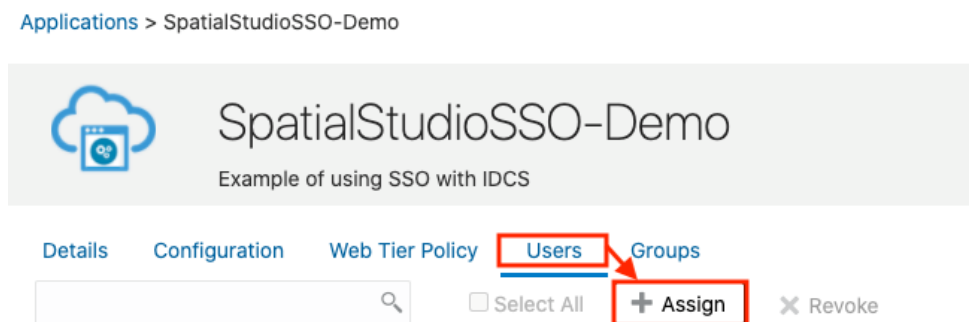 Applications > SpatialStudioSSO-Demo
SpatialStudioSSO-Demo
Example of using SSO with IDCS
Details Configuration Web Tier Policy Users Groups
Select All + Assign × Revoke